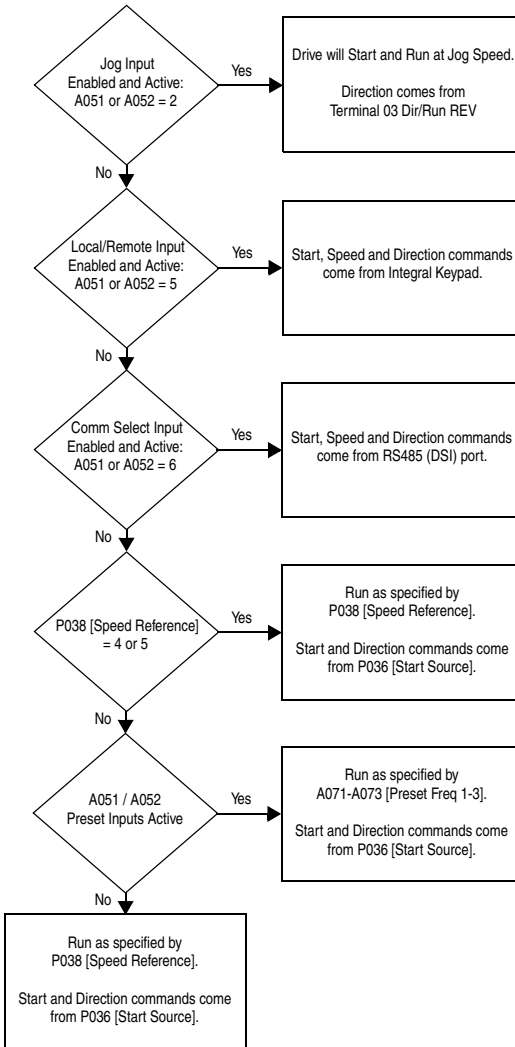 Jog Input
Enabled and Active:
A051 or A052 = 2
Yes
Drive will Start and Run at Jog Speed.
Direction comes from
Terminal 03 Dir/Run REV
No
Local/Remote Input
Enabled and Active:
A051 or A052 = 5
Yes
Start, Speed and Direction commands
come from Integral Keypad.
No
Comm Select Input
Enabled and Active:
A051 or A052 = 6
Yes
Start, Speed and Direction commands
come from RS485 (DSI) port.
No
P038 [Speed Reference]
= 4 or 5
Yes
Run as specified by
P038 [Speed Reference].
Start and Direction commands come
from P036 [Start Source].
No
A051 / A052
Preset Inputs Active
Yes
Run as specified by
A071-A073 [Preset Freq 1-3].
Start and Direction commands come
from P036 [Start Source].
No
Run as specified by
P038 [Speed Reference].
Start and Direction commands come
from P036 [Start Source].